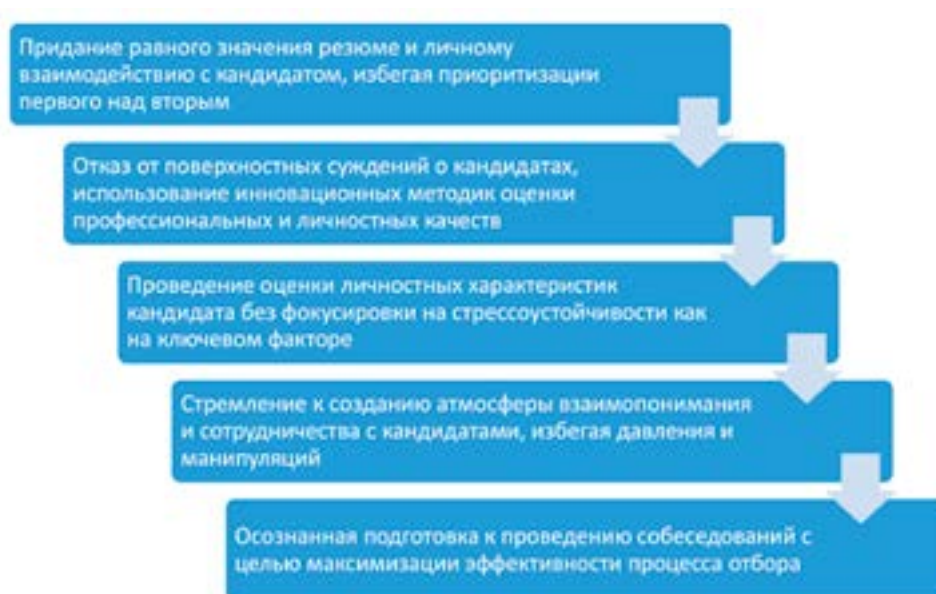 Придание равного значения резюме и личному
взаимодействию с кандидатом, избегая приоритизации
первого над вторым
Отказ от поверхностных суждений о кандидатах,
использование инновационных методик оценки
профессиональных и личностных качеств
Проведение оценки личностных характеристик
кандидата без фокусировки на стрессоустойчивости как
на ключевом факторе
Стремление к созданию атмосферы взаимопонимания
и сотрудничества с кандидатами, избегая давления и
манипуляций
Осознанная подготовка к проведению собеседований с
целью максимизации эффективности процесса отбора